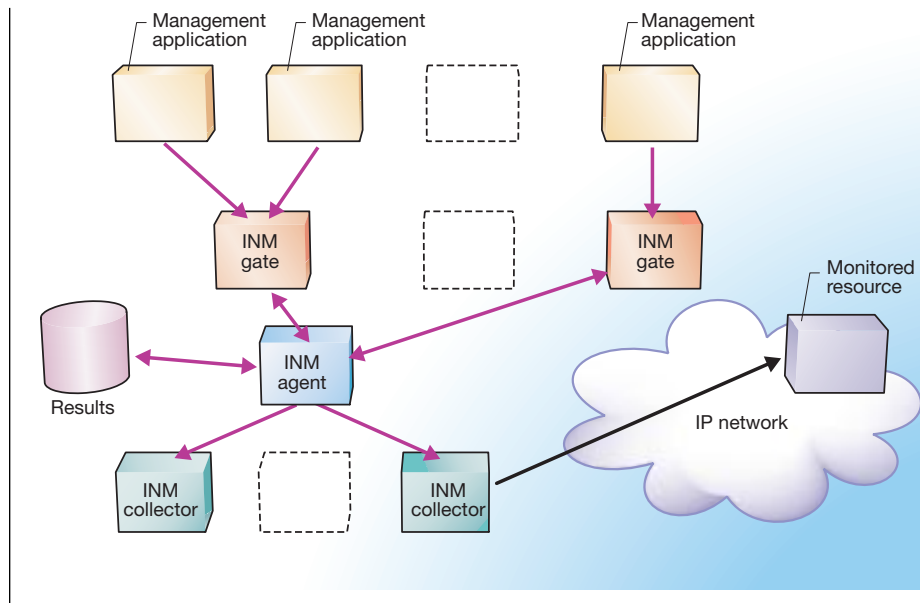 Management
application
Management
application
Management
application
INM
gate
INM
gate
Monitored
resource
INM
agent
Results
IP network
INM
collector
INM
collector